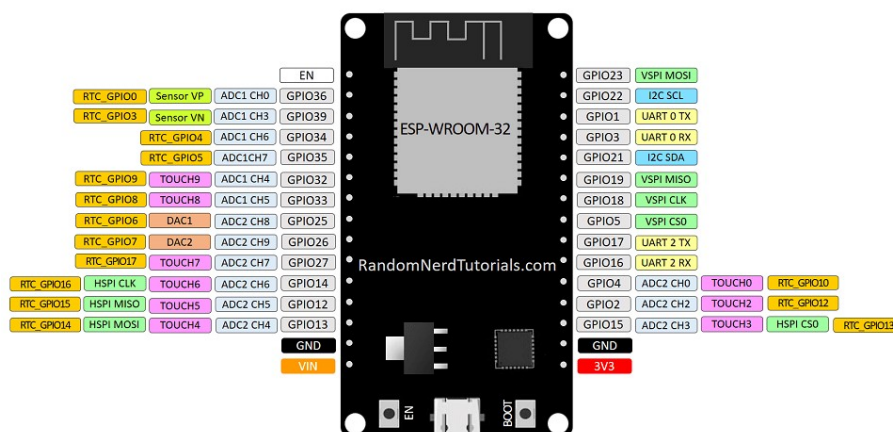 EN
RTC_GPIO0 Sensor VP ADC1 CH0 GPIO36
RTC_GPIO3 Sensor VN ADC1 CH3 GPIO39
RTC_GPIO4 ADC1 CH6 GPIO34
RTC_GPIO5 ADC1CH7 GPIO35
RTC_GPIO9 TOUCH9 ADC1 CH4 GPIO32
RTC_GPIO8 TOUCH8 ADC1 CH5 GPIO33
RTC_GPIO6 DAC1 ADC2 CH8 GPIO25
RTC_GPIO7 DAC2 ADC2 CH9 GPIO26
RTC_GPIO17 TOUCH7 ADC2 CH7 GPIO27
RTC_GPIO16 HSPI CLK TOUCH6 ADC2 CH6 GPIO14
RTC_GPIO15 HSPI MISO TOUCH5 ADC2 CH5 GPIO12
RTC_GPIO14 HSPI MOSI TOUCH4 ADC2 CH4 GPIO13
GND
VIN
ESP-WROOM-32
RandomNerdTutorials.com
EN
BOOT
GPIO23 VSPI MOSI
GPIO22 I2C SCL
GPIO1 UART 0 TX
GPIO3 UART 0 RX
GPIO21 I2C SDA
GPIO19 VSPI MISO
GPIO18 VSPI CLK
GPIO5 VSPI CS0
GPIO17 UART 2 TX
GPIO16 UART 2 RX
GPIO4 ADC2 CH0 TOUCH0 RTC_GPIO10
GPIO2 ADC2 CH2 TOUCH2 RTC_GPIO12
GPIO15 ADC2 CH3 TOUCH3 HSPI CS0 RTC_GPIO13
GND
3V3